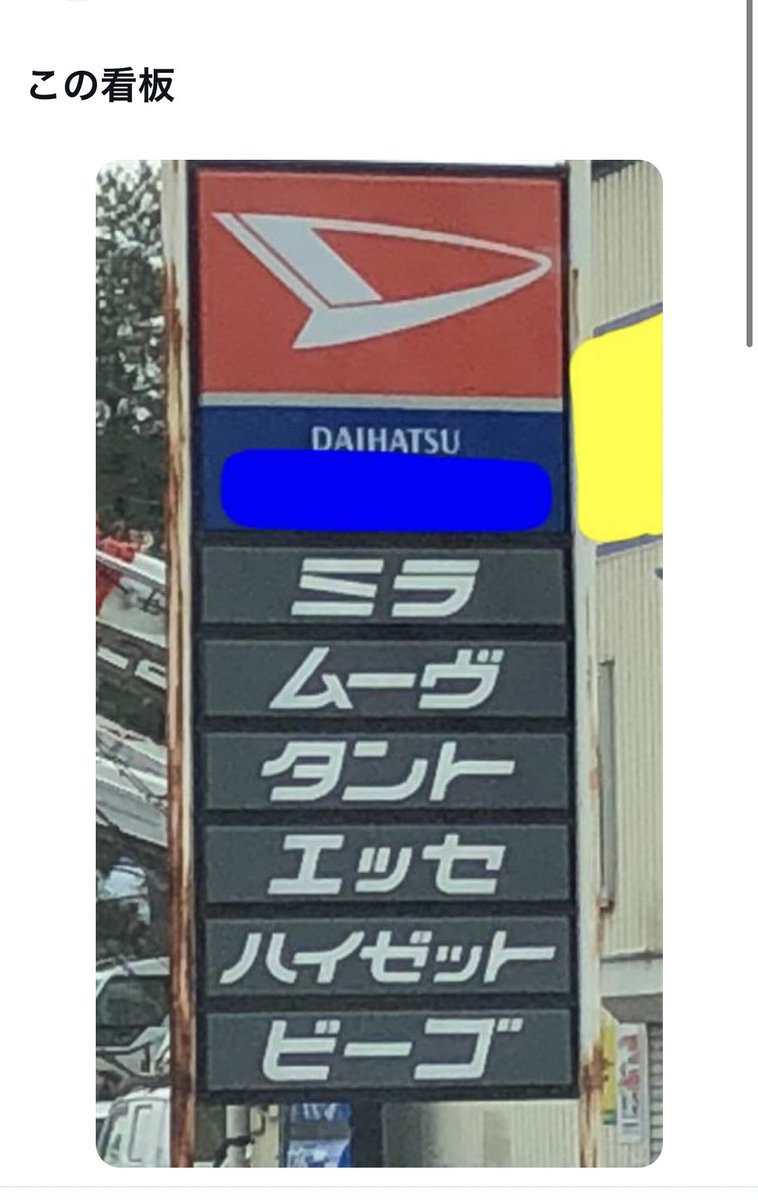 この看板
DAIHATSU
ミラ
ムーヴ
タント
エッセ
ハイゼット
ビーゴ